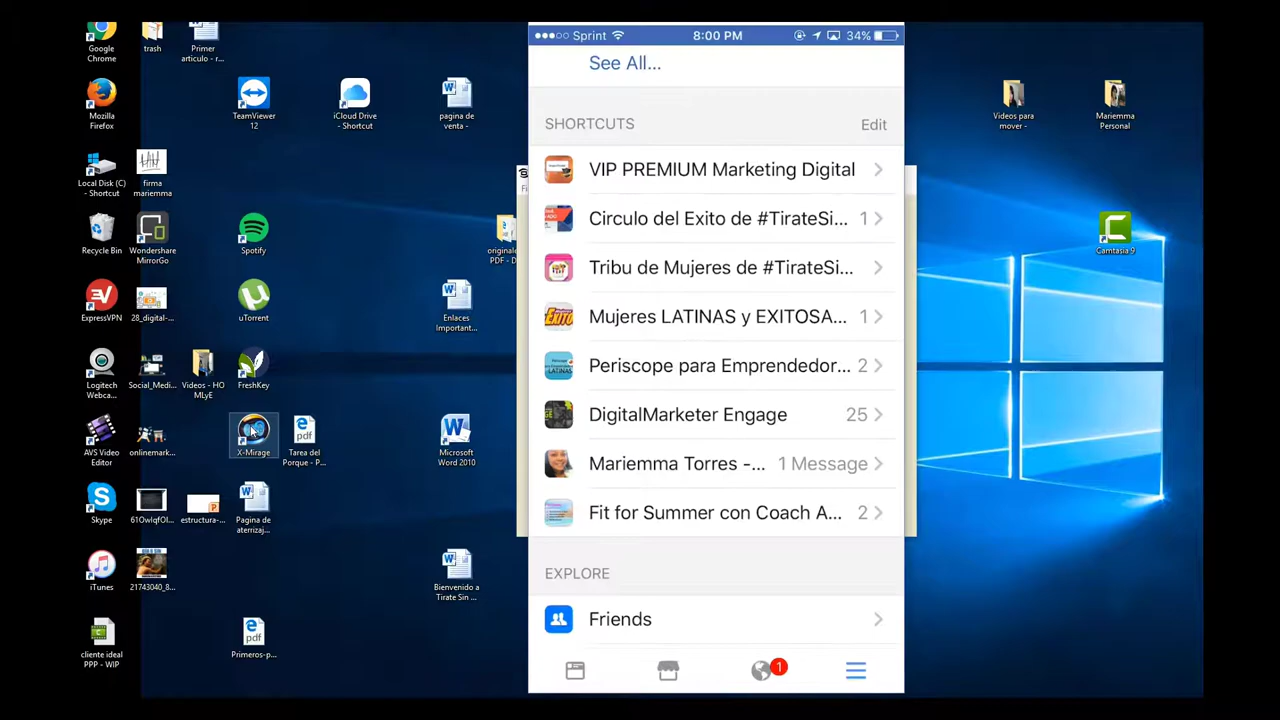 Google
Chrome
trash
Primer
articulo - r...
Mozilla
Firefox
TeamViewer
12
iCloud Drive
- Shortcut
pagina de
venta -
Local Disk (C)
- Shortcut
firma
mariemma
Recycle Bin
Wondershare
MirrorGo
Spotify
originale
PDF - D
ExpressVPN
28_digital-...
uTorrent
Enlaces
Important...
Logitech
Webca...
Social_Medi...
Videos - HO
MLyE
FreshKey
AVS Video
Editor
onlinemark...
X-Mirage
Tarea del
Porque - P...
Microsoft
Word 2010
Skype
estructura-...
Pagina de
aterrizaj...
iTunes
21743040_8...
Bienvenido a
Tirate Sin ...
cliente ideal
PPP - WIP
Primeros-p...
Sprint
8:00 PM
34%
See All...
SHORTCUTS
Edit
VIP PREMIUM Marketing Digital
Circulo del Exito de #TirateSi... 1
Tribu de Mujeres de #TirateSi...
Mujeres LATINAS y EXITOSA... 1
Periscope para Emprendedor... 2
DigitalMarketer Engage 25
Mariemma Torres -... 1 Message
Fit for Summer con Coach A... 2
EXPLORE
Friends
1
Videos para
mover -
Mariemma
Personal
Camtasia 9